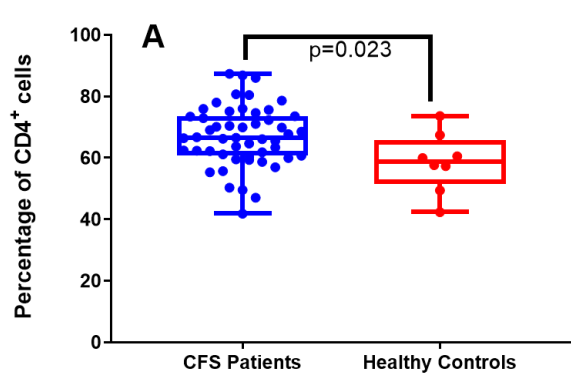 A
p=0.023
Percentage of CD4⁺ cells
100
80
60
40
20
0
CFS Patients
Healthy Controls